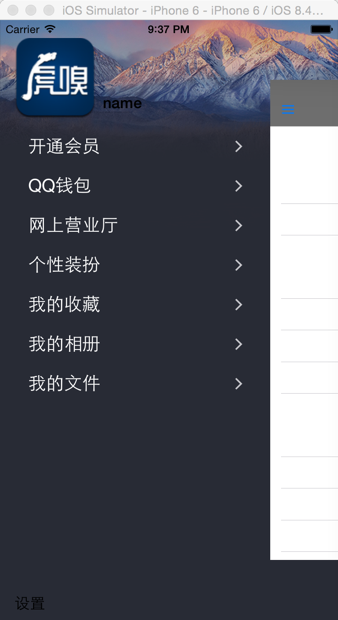 iOS Simulator - iPhone 6 - iPhone 6 / iOS 8.4...
Carrier 9:37 PM
虎嗅
name
开通会员
QQ钱包
网上营业厅
个性装扮
我的收藏
我的相册
我的文件
设置